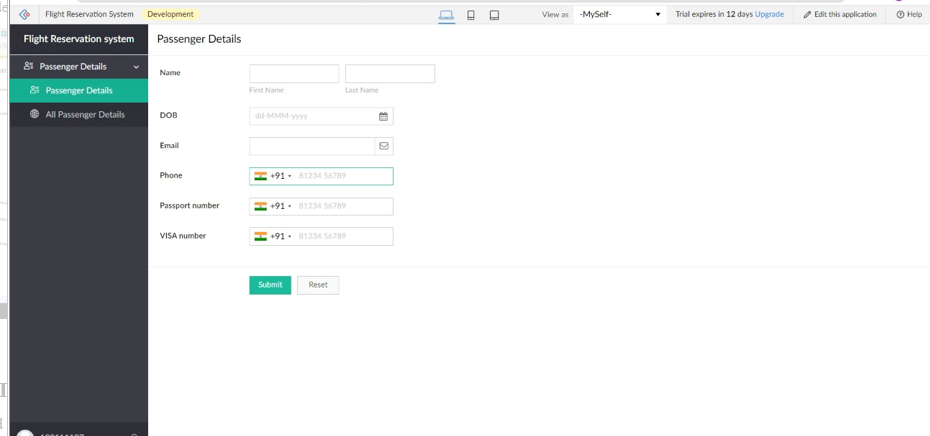 Flight Reservation System Development View as -MySelf- Trial expires in 12 days Upgrade Edit this application Help
Flight Reservation system
Passenger Details
Passenger Details
All Passenger Details
Passenger Details
Name
First Name Last Name
DOB dd-MMM-yyyy
Email
Phone +91 81234 56789
Passport number +91 81234 56789
VISA number +91 81234 56789
Submit Reset